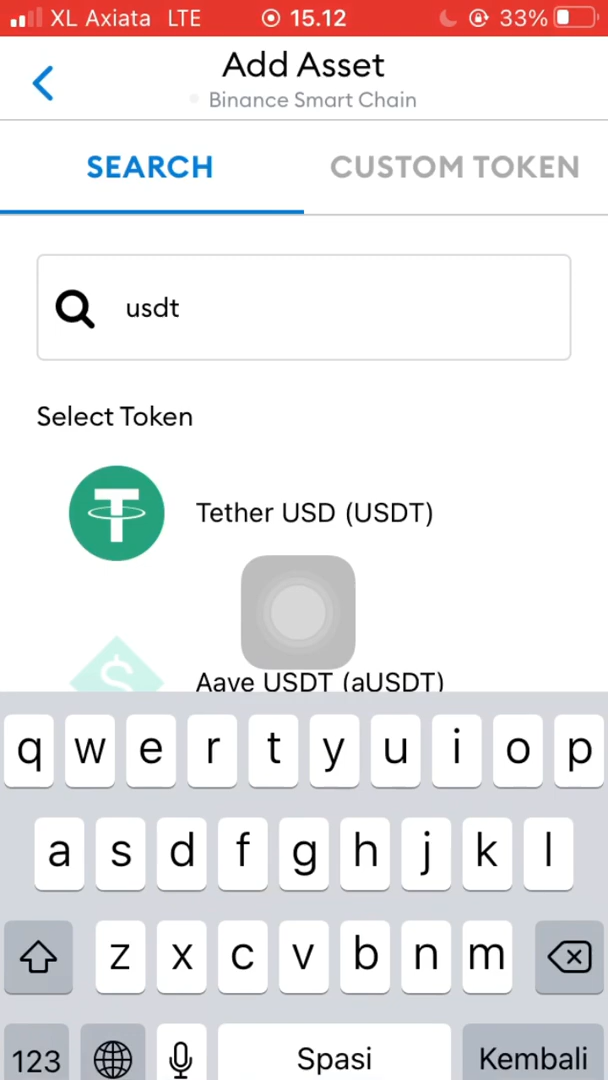 XL Axiata LTE 15.12 33%
Add Asset
Binance Smart Chain
SEARCH CUSTOM TOKEN
usdt
Select Token
Tether USD (USDT)
Aave USDT (aUSDT)
q w e r t y u i o p
a s d f g h j k l
z x c v b n m
123 Spasi Kembali